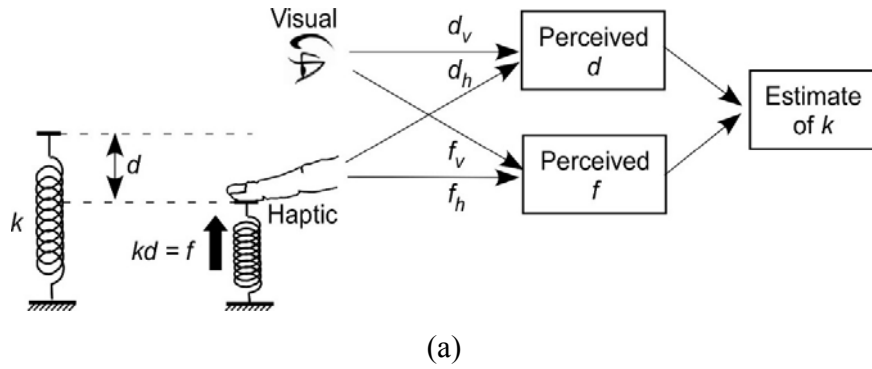 Visual
d_v
d_h
Perceived
d
Estimate
of k
d
k
kd = f
Haptic
f_v
f_h
Perceived
f
(a)